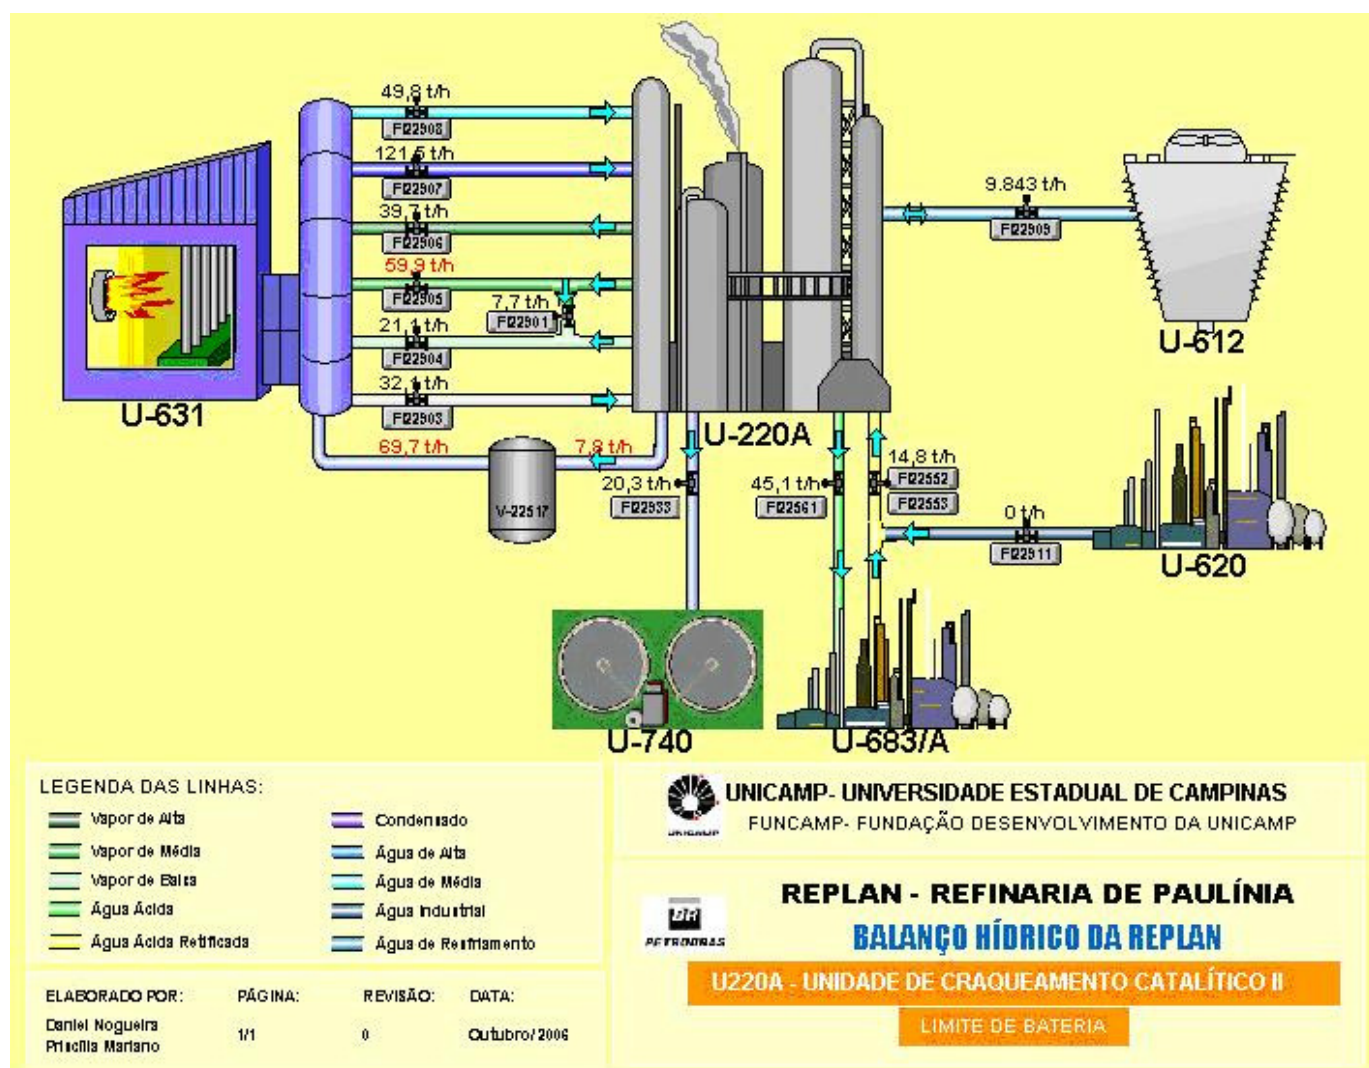 49,8 t/h
FI22908
121,5 t/h
FI22907
39,7 t/h
FI22906
59,9 t/h
FI22905
7,7 t/h
FI22901
21,1 t/h
FI22904
32,1 t/h
FI22903
U-631
69,7 t/h
7,8 t/h
V-22517
U-220A
9.843 t/h
FI22909
U-612
20,3 t/h
FI22933
45,1 t/h
FI22561
14,8 t/h
FI22552
FI22553
0 t/h
FI22911
U-620
U-740
U-683/A
LEGENDA DAS LINHAS:
Vapor de Alta
Vapor de Média
Vapor de Baixa
Água Ácida
Água Ácida Retificada
Condensado
Água de Alta
Água de Média
Água Industrial
Água de Resfriamento
ELABORADO POR: PÁGINA: REVISÃO: DATA:
Daniel Nogueira
Priscilla Mariano
1/1 0 Outubro/2006
UNICAMP
UNICAMP- UNIVERSIDADE ESTADUAL DE CAMPINAS
FUNCAMP- FUNDAÇÃO DESENVOLVIMENTO DA UNICAMP
BR
PETROBRAS
REPLAN - REFINARIA DE PAULÍNIA
BALANÇO HÍDRICO DA REPLAN
U220A - UNIDADE DE CRAQUEAMENTO CATALÍTICO II
LIMITE DE BATERIA